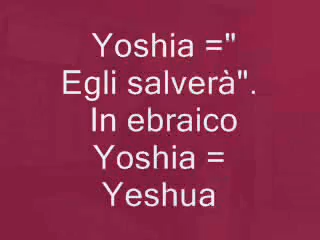 Yoshia ="
Egli salverà".
In ebraico
Yoshia =
Yeshua